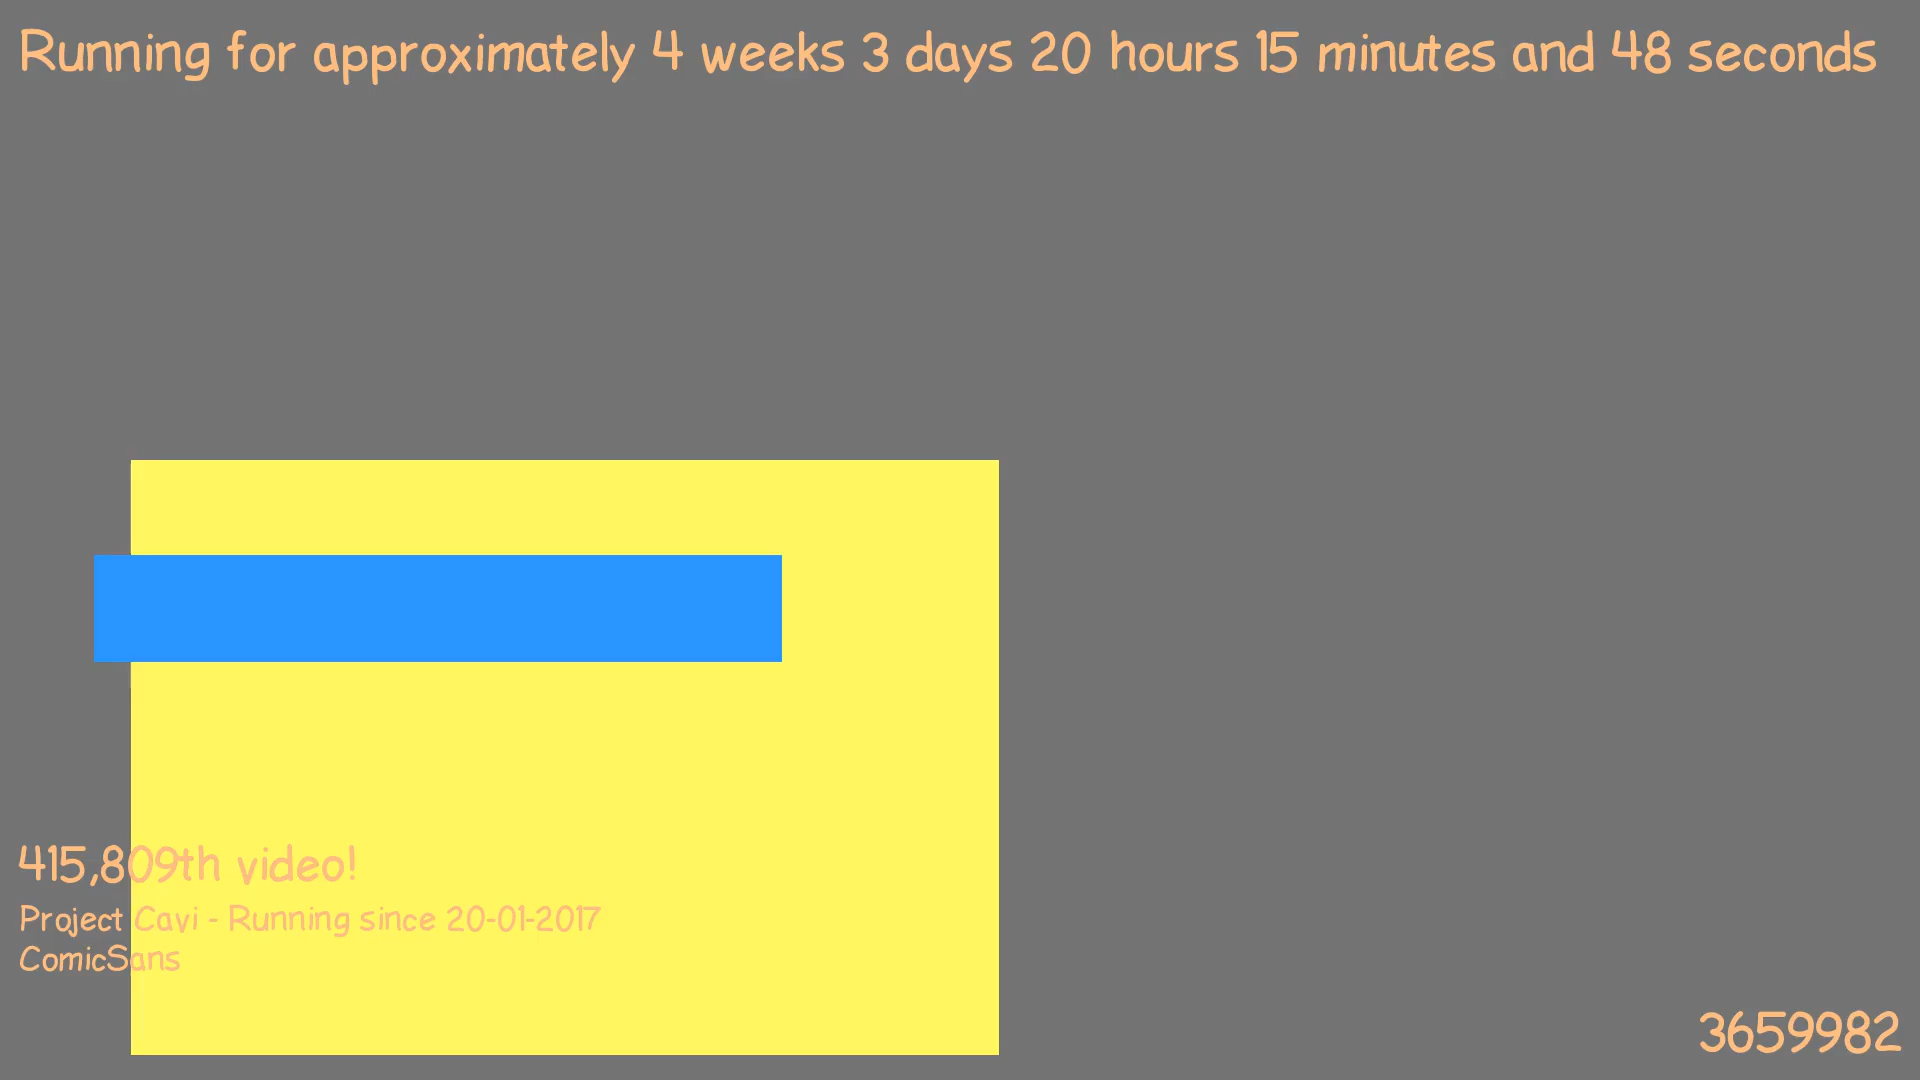 Running for approximately 4 weeks 3 days 20 hours 15 minutes and 48 seconds
415,809th video!
Project Cavi - Running since 20-01-2017
ComicSans
3659982